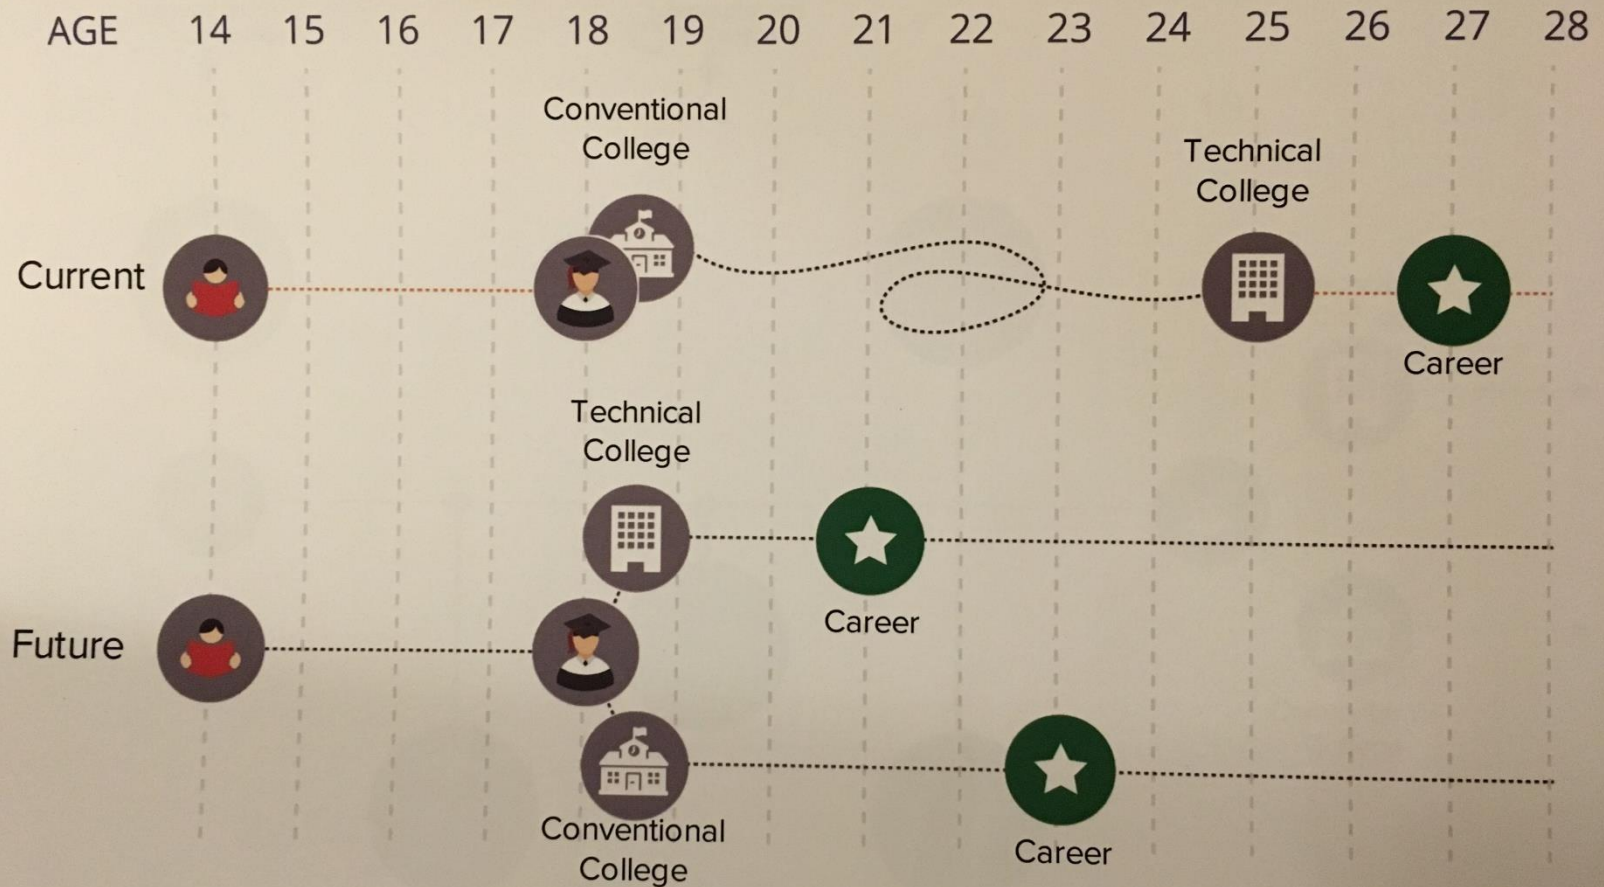 AGE 14 15 16 17 18 19 20 21 22 23 24 25 26 27 28
Conventional
College
Technical
College
Current
Career
Technical
College
Career
Future
Conventional
College
Career